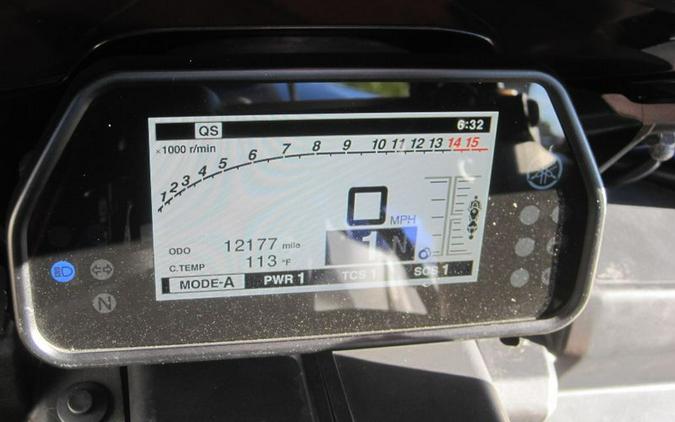 QS 6:32
×1000 r/min
1 2 3 4 5 6 7 8 9 10 11 12 13 14 15
0 MPH
ODO 12177 mile
1 N
C.TEMP 113 °F
MODE-A PWR 1 TCS 1 SCS 1
N